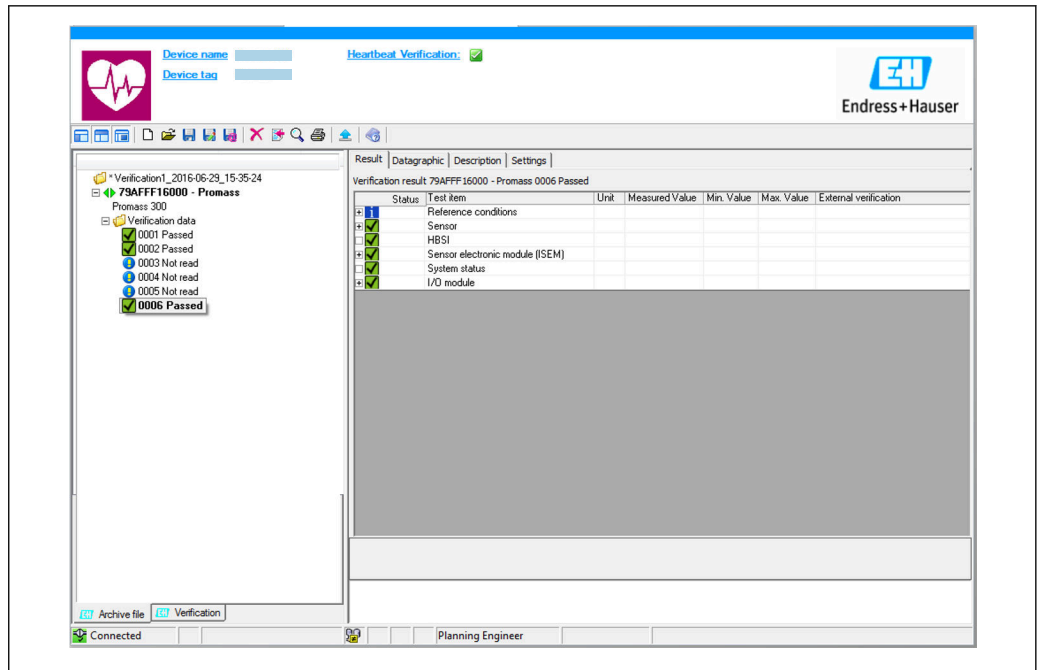 Device name
Heartbeat Verification:
Device tag
EH
Endress+Hauser
Result Datagraphic Description Settings
* Verification1_2016-06-29_15-35-24
79AFFF16000 - Promass
Promass 300
Verification data
0001 Passed
0002 Passed
0003 Not read
0004 Not read
0005 Not read
0006 Passed
Verification result 79AFFF16000 - Promass 0006 Passed
Status Test item Unit Measured Value Min. Value Max. Value External verification
Reference conditions
Sensor
HBSI
Sensor electronic module (ISEM)
System status
I/O module
Archive file Verification
Connected Planning Engineer